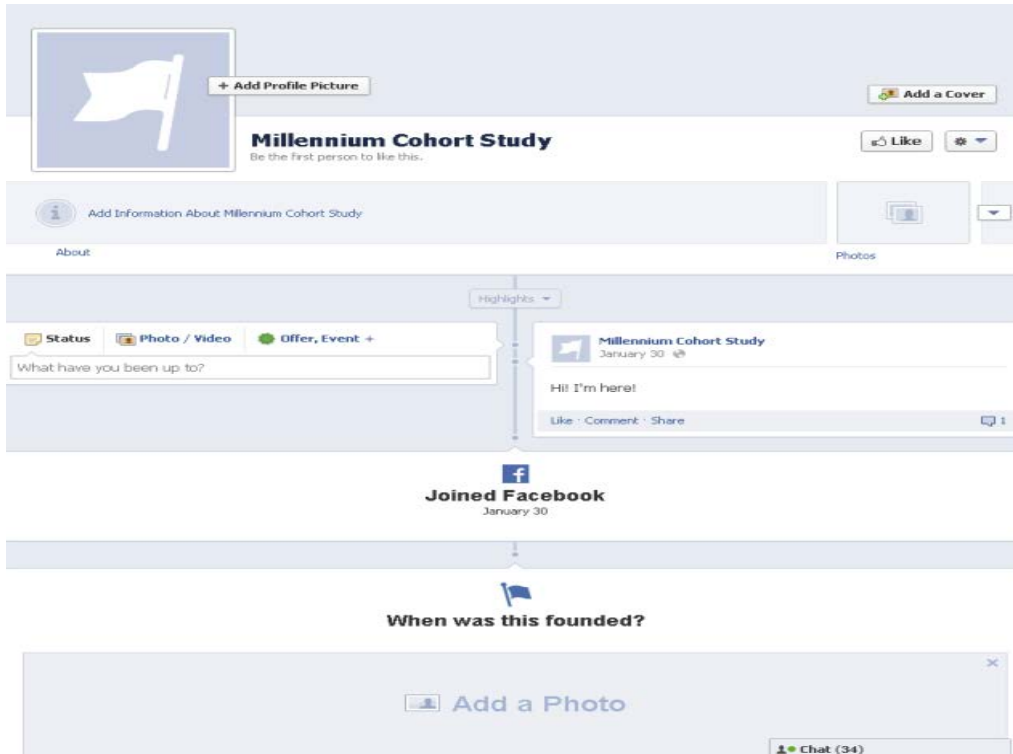 + Add Profile Picture
Add a Cover
Millennium Cohort Study
Be the first person to like this.
Like
i
Add Information About Millennium Cohort Study
About
Photos
Highlights
Status
Photo / Video
Offer, Event +
What have you been up to?
Millennium Cohort Study
January 30
Hi! I'm here!
Like · Comment · Share
1
f
Joined Facebook
January 30
When was this founded?
Add a Photo
Chat (34)